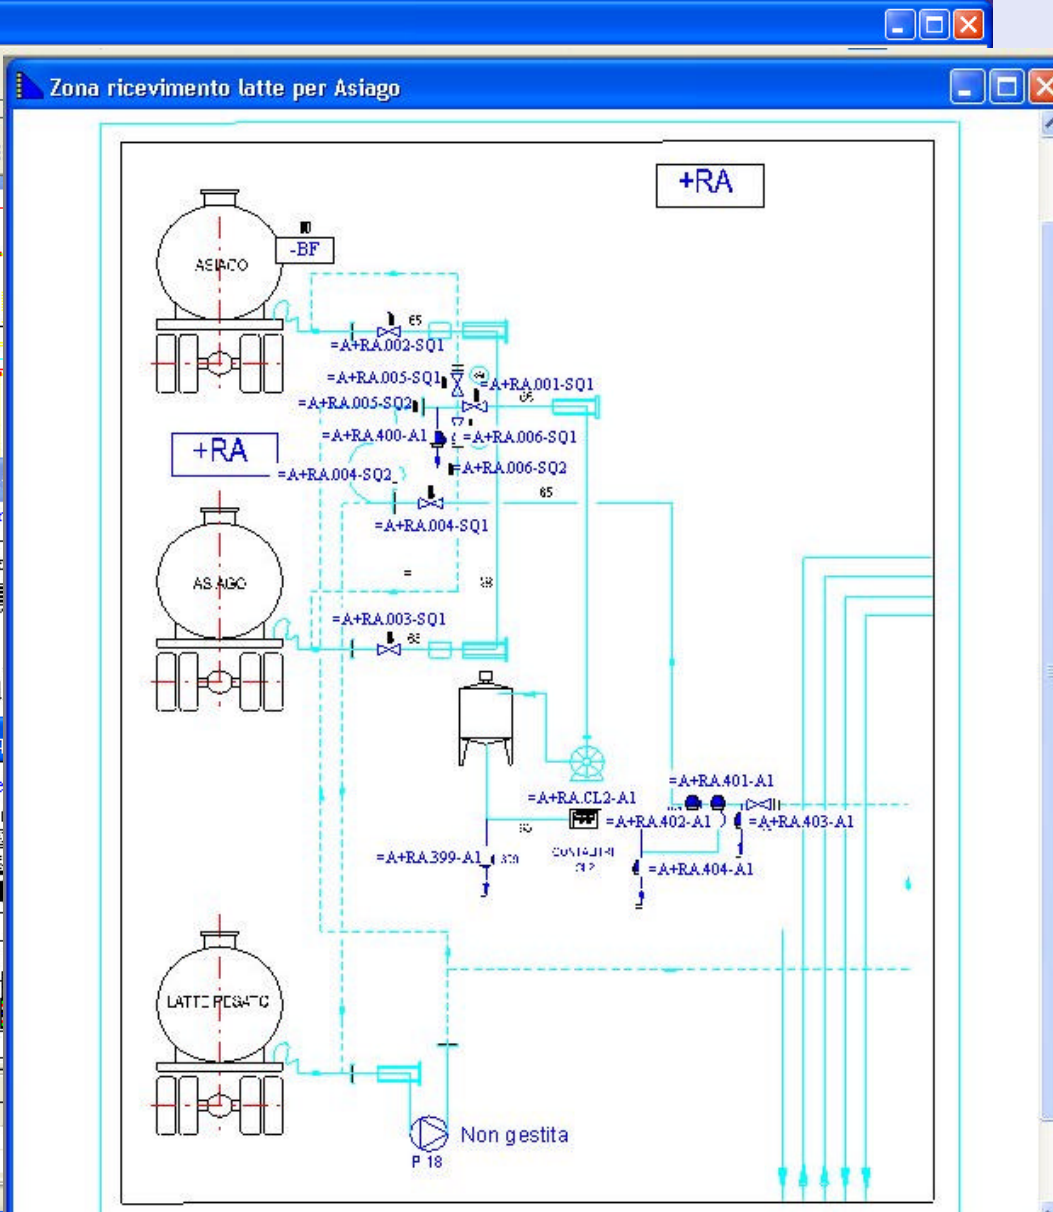 Zona ricevimento latte per Asiago
+RA
-BF
65
=A+RA.002-SQ1
=A+RA.005-SQ1
=A+RA.001-SQ1
=A+RA.005-SQ2
=A+RA.400-A1
=A+RA.006-SQ1
+RA
=A+RA.004-SQ2
=A+RA.006-SQ2
65
=A+RA.004-SQ1
AS AGO
=A+RA.003-SQ1
=A+RA.401-A1
=A+RA.CL2-A1
=A+RA.402-A1
=A+RA.403-A1
=A+RA.399-A1
=A+RA.404-A1
Non gestita
P 18